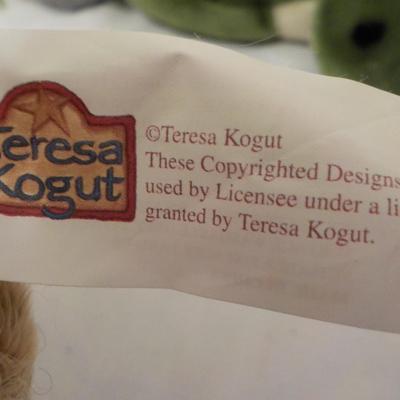 Teresa
Kogut
©Teresa Kogut
These Copyrighted Designs
used by Licensee under a li
granted by Teresa Kogut.